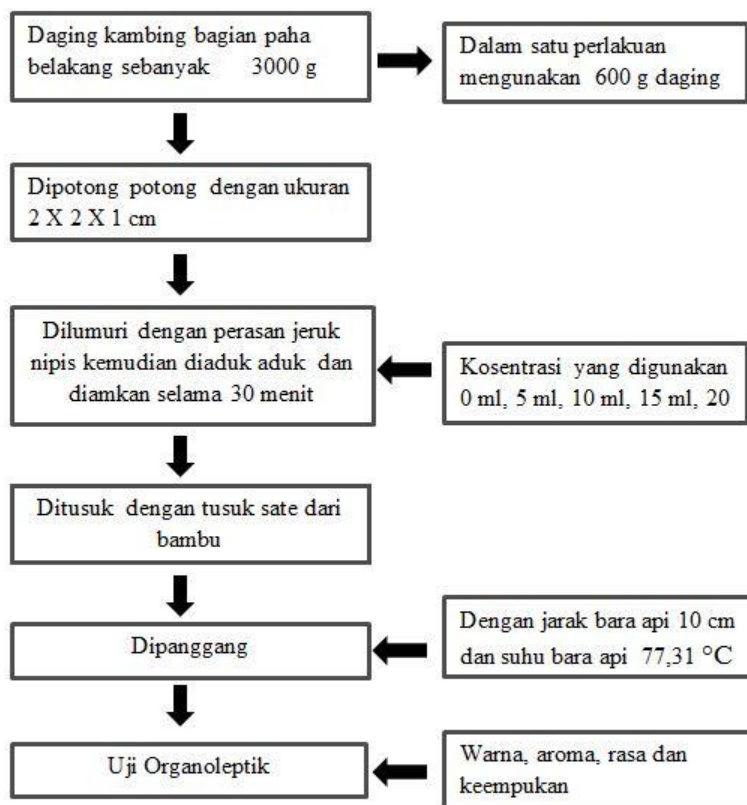 Daging kambing bagian paha
belakang sebanyak 3000 g
Dalam satu perlakuan
mengunakan 600 g daging
Dipotong potong dengan ukuran
2 X 2 X 1 cm
Dilumuri dengan perasan jeruk
nipis kemudian diaduk aduk dan
diamkan selama 30 menit
Kosentrasi yang digunakan
0 ml, 5 ml, 10 ml, 15 ml, 20
Ditusuk dengan tusuk sate dari
bambu
Dipanggang
Dengan jarak bara api 10 cm
dan suhu bara api 77,31 °C
Uji Organoleptik
Warna, aroma, rasa dan
keempukan